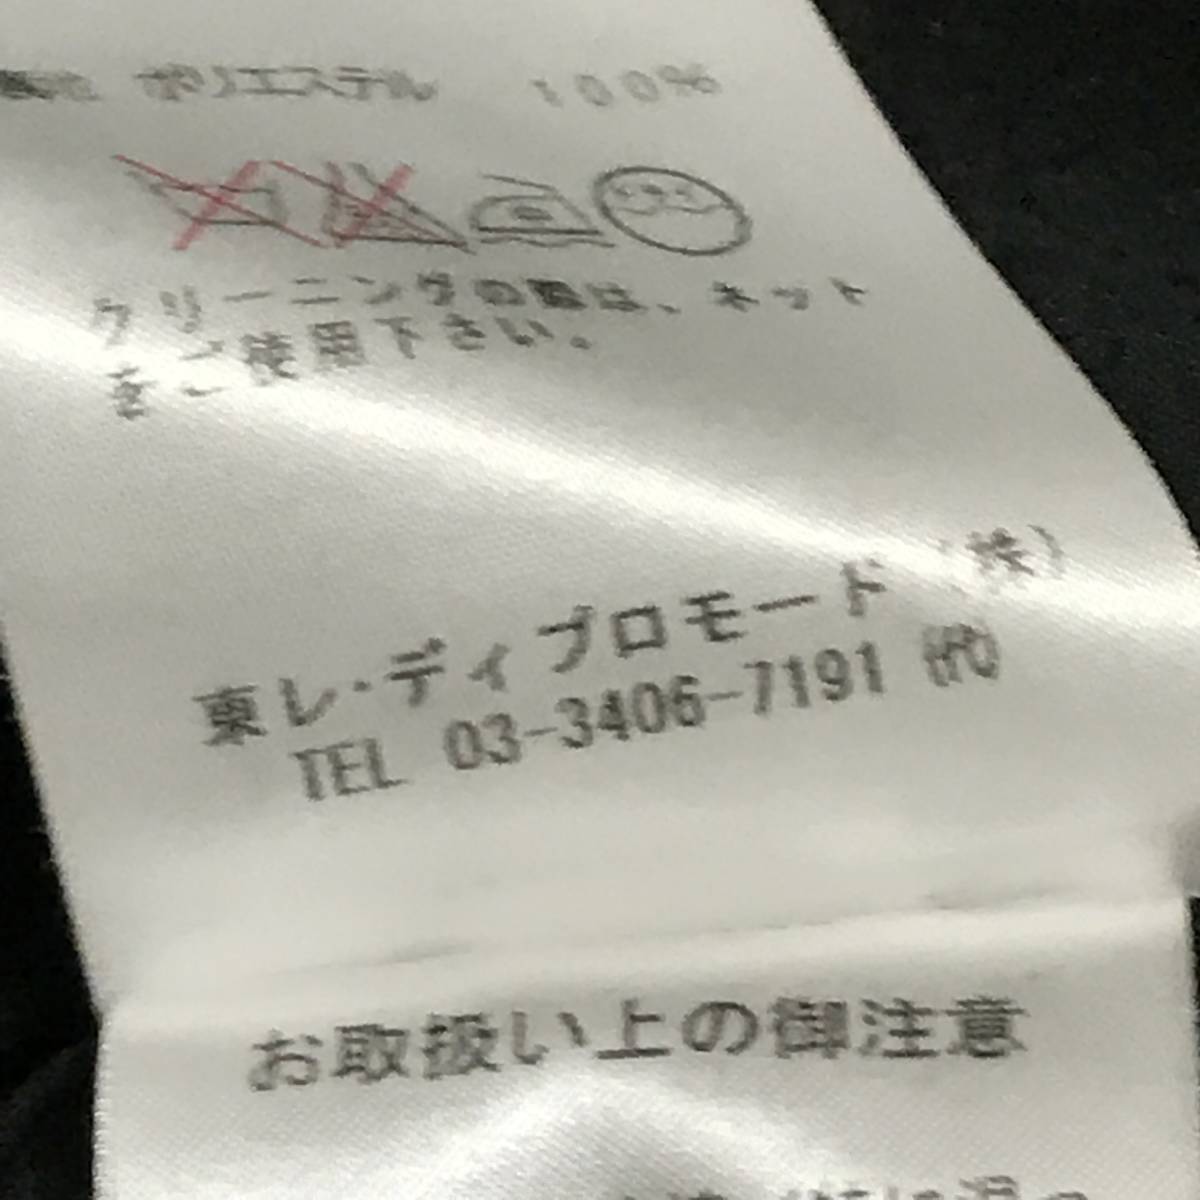 ポリエステル 100%
クリーニングの際は、ネット
をご使用下さい。
東レ・ディプロモード(株)
TEL 03-3406-7191 (代)
お取扱い上の御注意